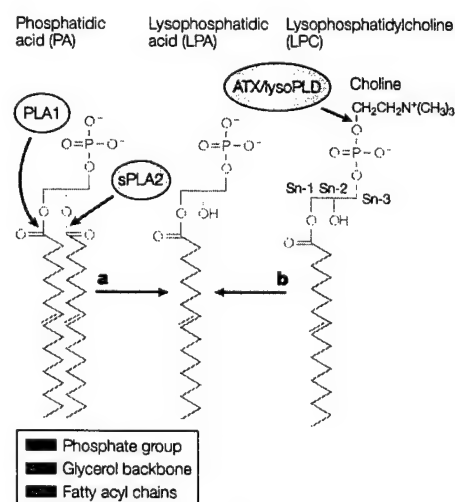 Phosphatidic
acid (PA)
Lysophosphatidic
acid (LPA)
Lysophosphatidylcholine
(LPC)
ATX/lysoPLD
Choline
CH₂CH₂N⁺(CH₃)₃
PLA1
O⁻
O=P–O⁻
O
O⁻
O=P–O⁻
O
O
O=P–O⁻
O
sPLA2
Sn-1 Sn-2
Sn-3
O O
OH
O
OH
O
O
O
O
O
O
a
b
Phosphate group
Glycerol backbone
Fatty acyl chains